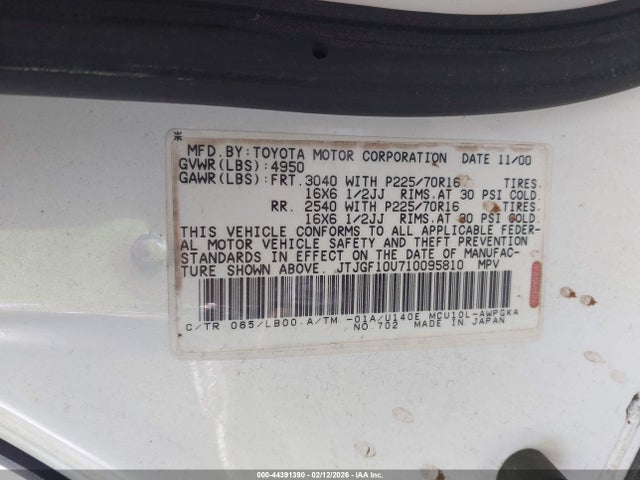 MFD. BY: TOYOTA MOTOR CORPORATION DATE 11/00
GVWR(LBS):4950
GAWR(LBS):FRT. 3040 WITH P225/70R16 TIRES.
16X6 1/2JJ RIMS.AT 30 PSI COLD.
RR. 2540 WITH P225/70R16 TIRES.
16X6 1/2JJ RIMS.AT 30 PSI COLD.
THIS VEHICLE CONFORMS TO ALL APPLICABLE FEDER-
AL MOTOR VEHICLE SAFETY AND THEFT PREVENTION
STANDARDS IN EFFECT ON THE DATE OF MANUFAC-
TURE SHOWN ABOVE. JTJGF10U710095810 MPV
C/TR 065/LB00 A/TM -01A/U140E MCU10L-AWPGKA
NO.702 MADE IN JAPAN
000-44391390 - 02/12/2026 - IAAI.CA